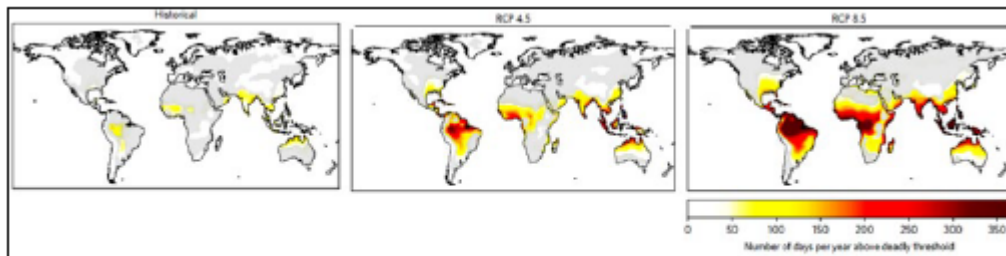 Historical
RCP 4.5
RCP 8.5
0 50 100 150 200 250 300 350
Number of days per year above deadly threshold